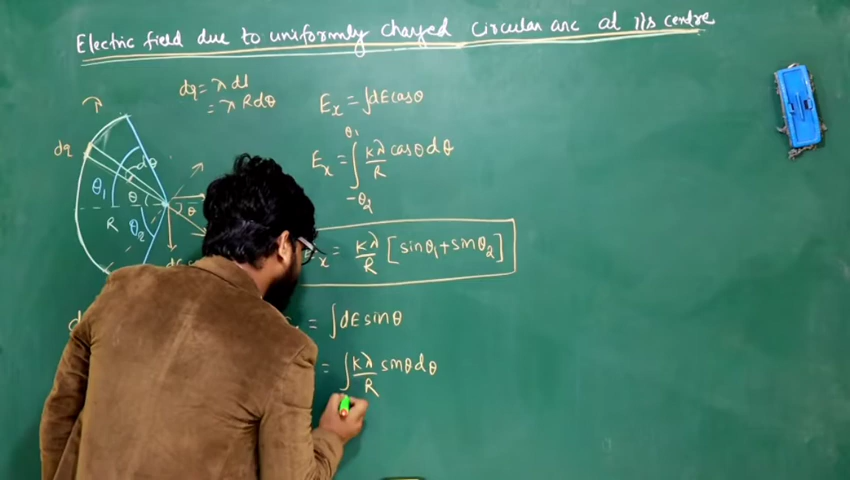 Electric field due to uniformly charged circular arc at its centre
dq = λ dl
= λ R dθ
λ
dq
dθ
θ₁
θ
θ
R
θ₂
Eₓ = ∫dE cosθ
θ₁
Eₓ = ∫ Kλ/R cosθ dθ
-θ₂
x = Kλ/R [sinθ₁ + sinθ₂]
= ∫dE sinθ
= ∫ Kλ/R sinθ dθ